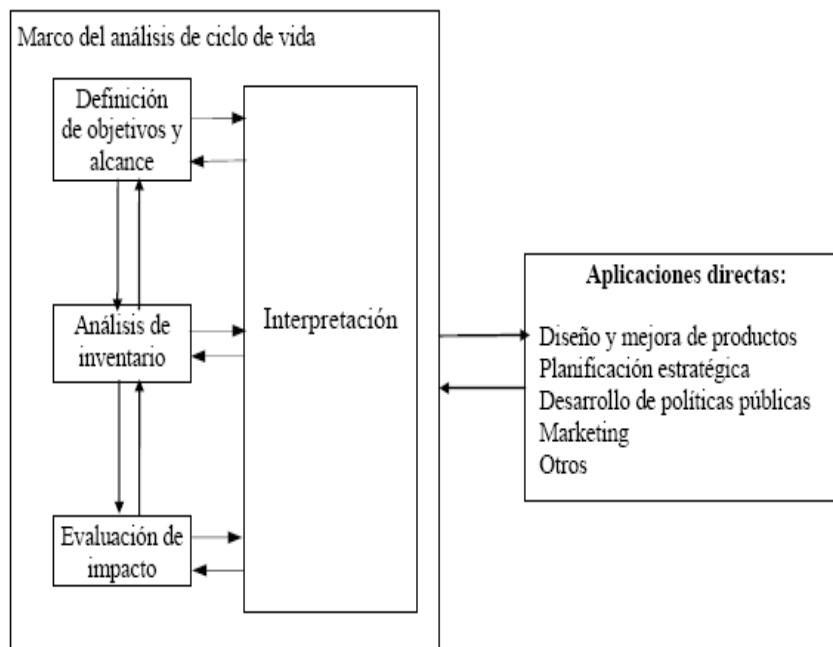 Marco del análisis de ciclo de vida
Definición
de objetivos y
alcance
Análisis de
inventario
Evaluación de
impacto
Interpretación
Aplicaciones directas:
Diseño y mejora de productos
Planificación estratégica
Desarrollo de políticas públicas
Marketing
Otros